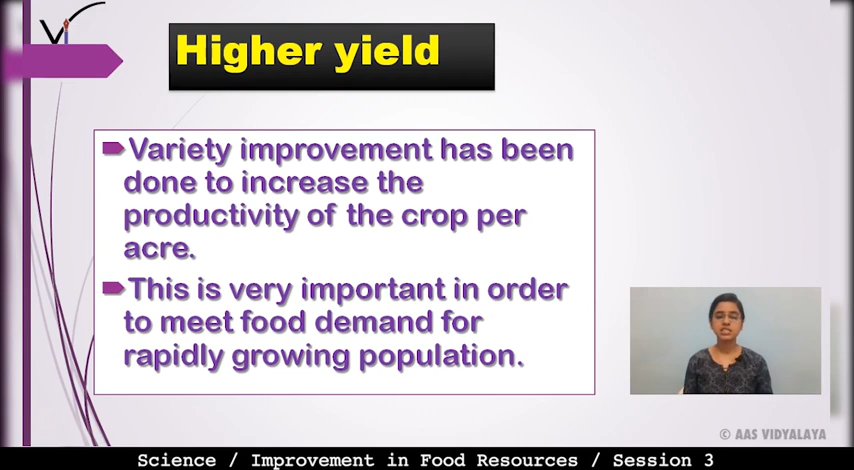 Higher yield
Variety improvement has been
done to increase the
productivity of the crop per
acre.
This is very important in order
to meet food demand for
rapidly growing population.
© AAS VIDYALAYA
Science / Improvement in Food Resources / Session 3